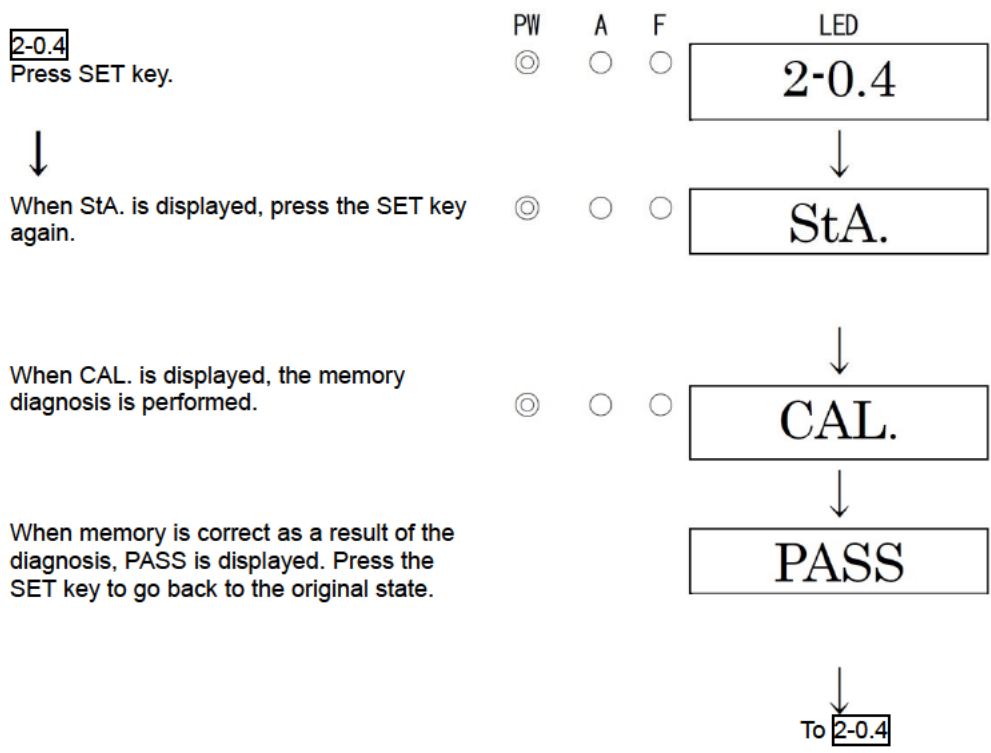 PW A F LED
2-0.4
Press SET key.
2-0.4
When StA. is displayed, press the SET key
again.
StA.
When CAL. is displayed, the memory
diagnosis is performed.
CAL.
When memory is correct as a result of the
diagnosis, PASS is displayed. Press the
SET key to go back to the original state.
PASS
To 2-0.4